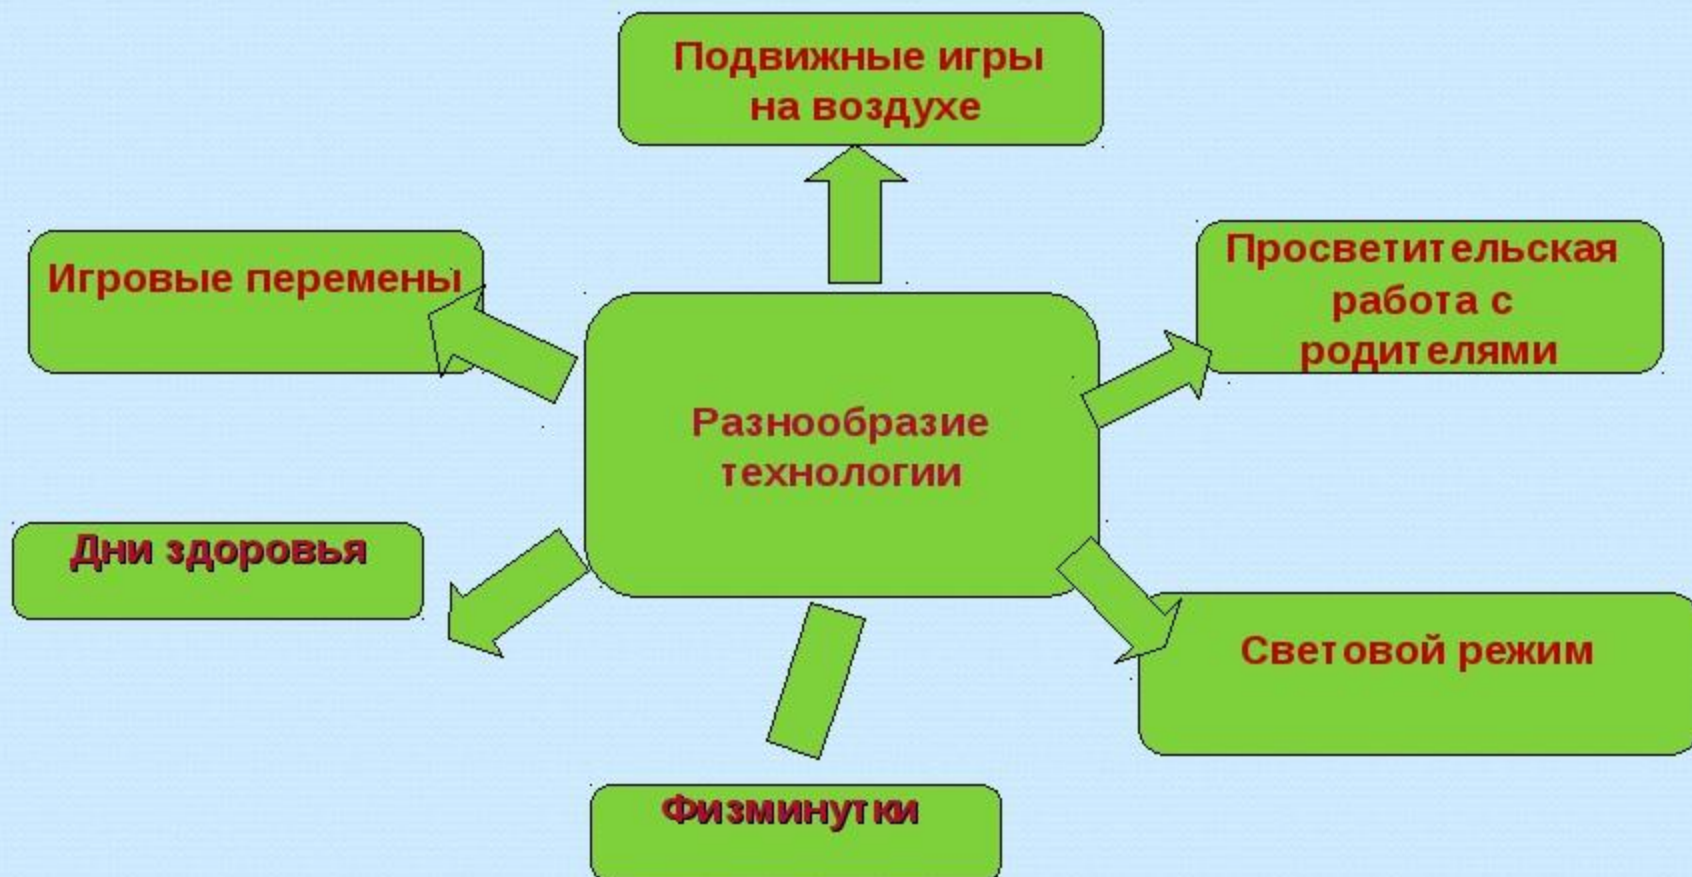 Подвижные игры
на воздухе
Игровые перемены
Просветительская
работа с
родителями
Разнообразие
технологии
Дни здоровья
Световой режим
Физминутки